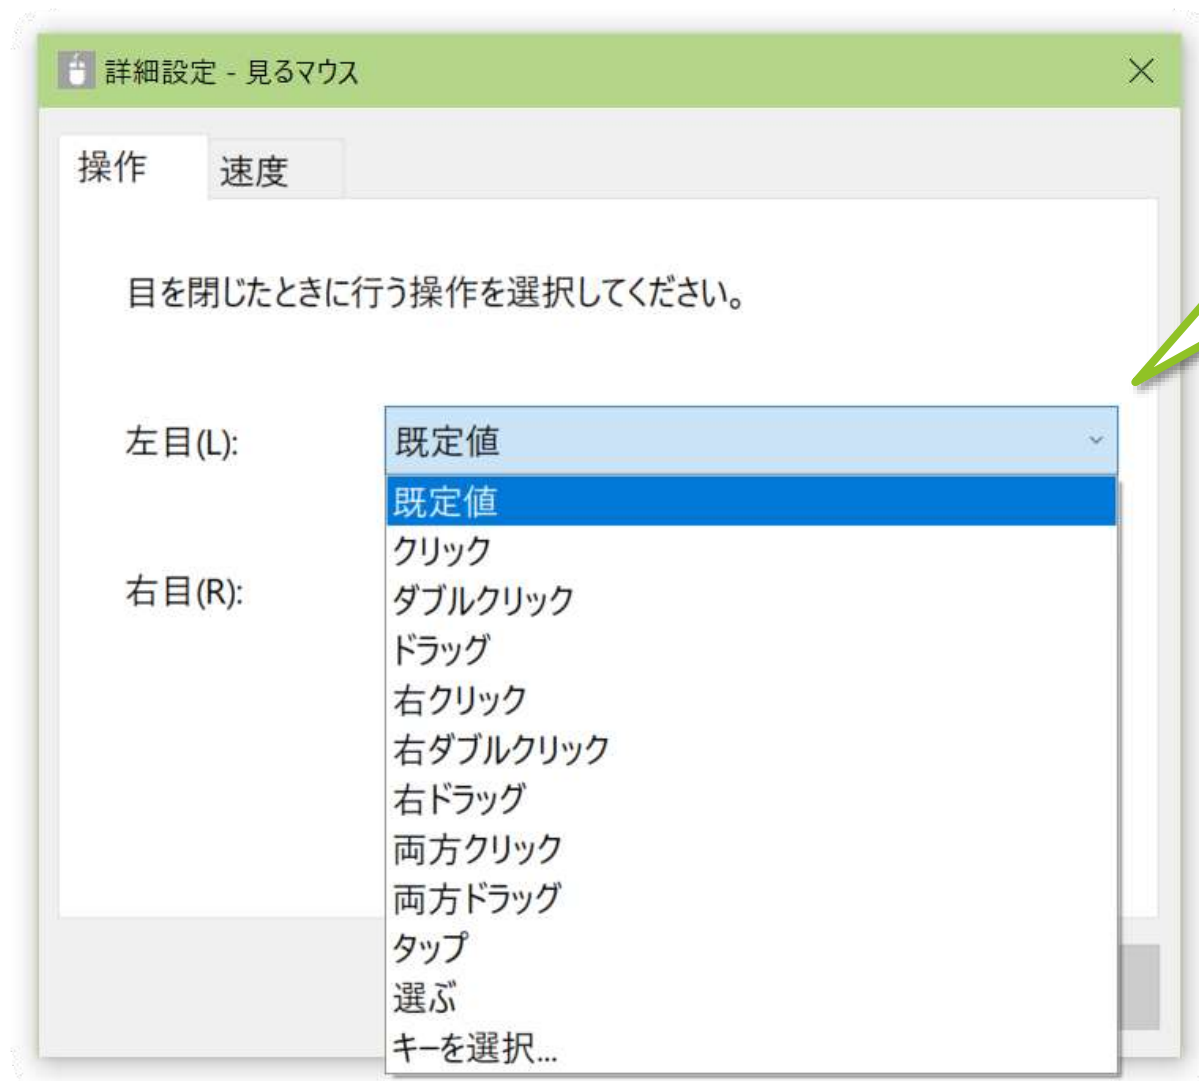 詳細設定 - 見るマウス
操作 速度
目を閉じたときに行う操作を選択してください。
左目(L): 既定値
既定値
クリック
ダブルクリック
ドラッグ
右目(R):
右クリック
右ダブルクリック
右ドラッグ
両方クリック
両方ドラッグ
タップ
選ぶ
キーを選択...